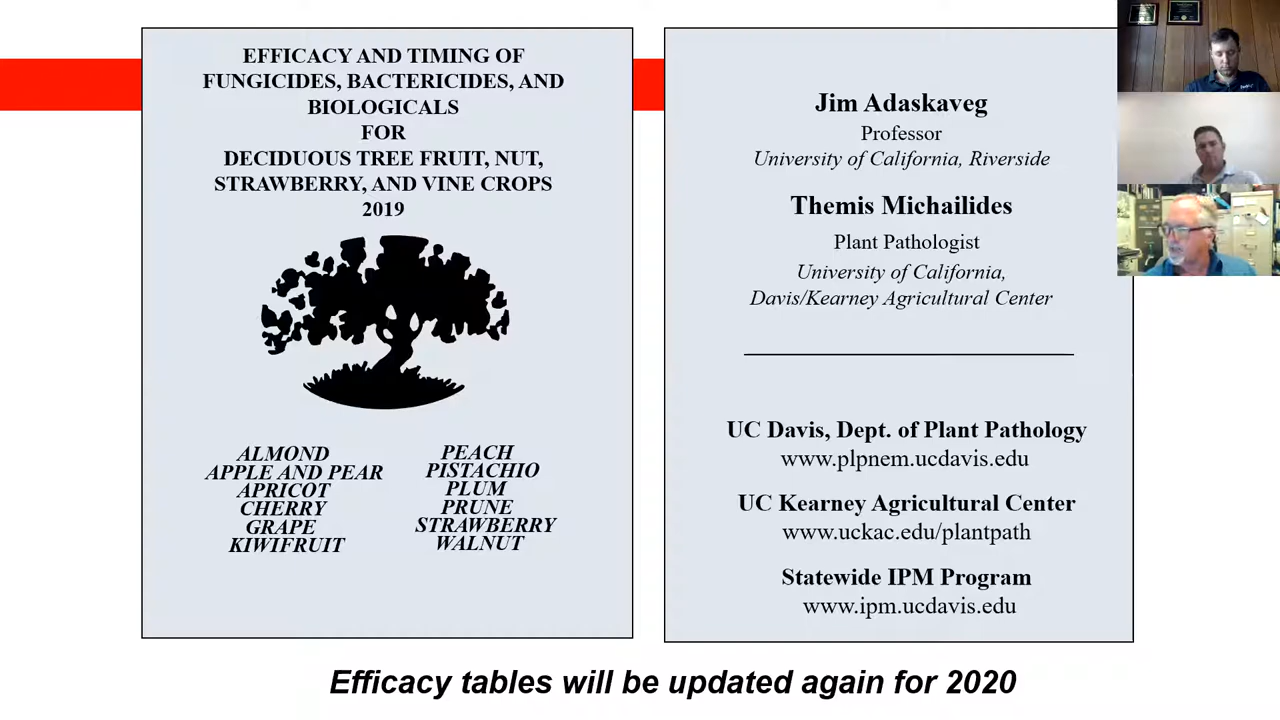 EFFICACY AND TIMING OF
FUNGICIDES, BACTERICIDES, AND
BIOLOGICALS
FOR
DECIDUOUS TREE FRUIT, NUT,
STRAWBERRY, AND VINE CROPS
2019
ALMOND
APPLE AND PEAR
APRICOT
CHERRY
GRAPE
KIWIFRUIT
PEACH
PISTACHIO
PLUM
PRUNE
STRAWBERRY
WALNUT
Jim Adaskaveg
Professor
University of California, Riverside
Themis Michailides
Plant Pathologist
University of California,
Davis/Kearney Agricultural Center
UC Davis, Dept. of Plant Pathology
www.plpnem.ucdavis.edu
UC Kearney Agricultural Center
www.uckac.edu/plantpath
Statewide IPM Program
www.ipm.ucdavis.edu
Efficacy tables will be updated again for 2020